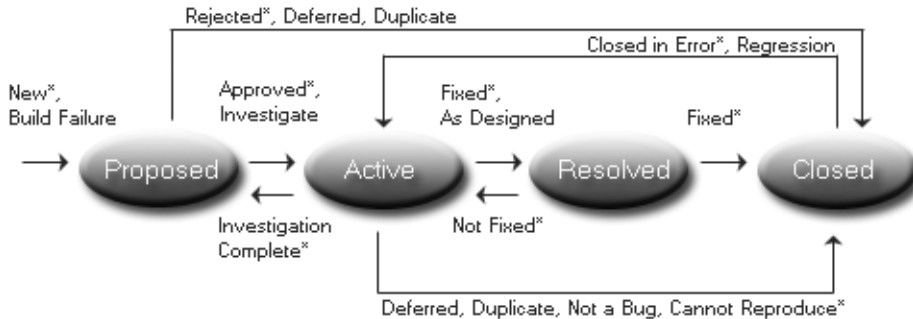 Rejected*, Deferred, Duplicate
Closed in Error*, Regression
New*,
Build Failure
Approved*,
Investigate
Fixed*,
As Designed
Fixed*
Proposed
Active
Resolved
Closed
Investigation
Complete*
Not Fixed*
Deferred, Duplicate, Not a Bug, Cannot Reproduce*